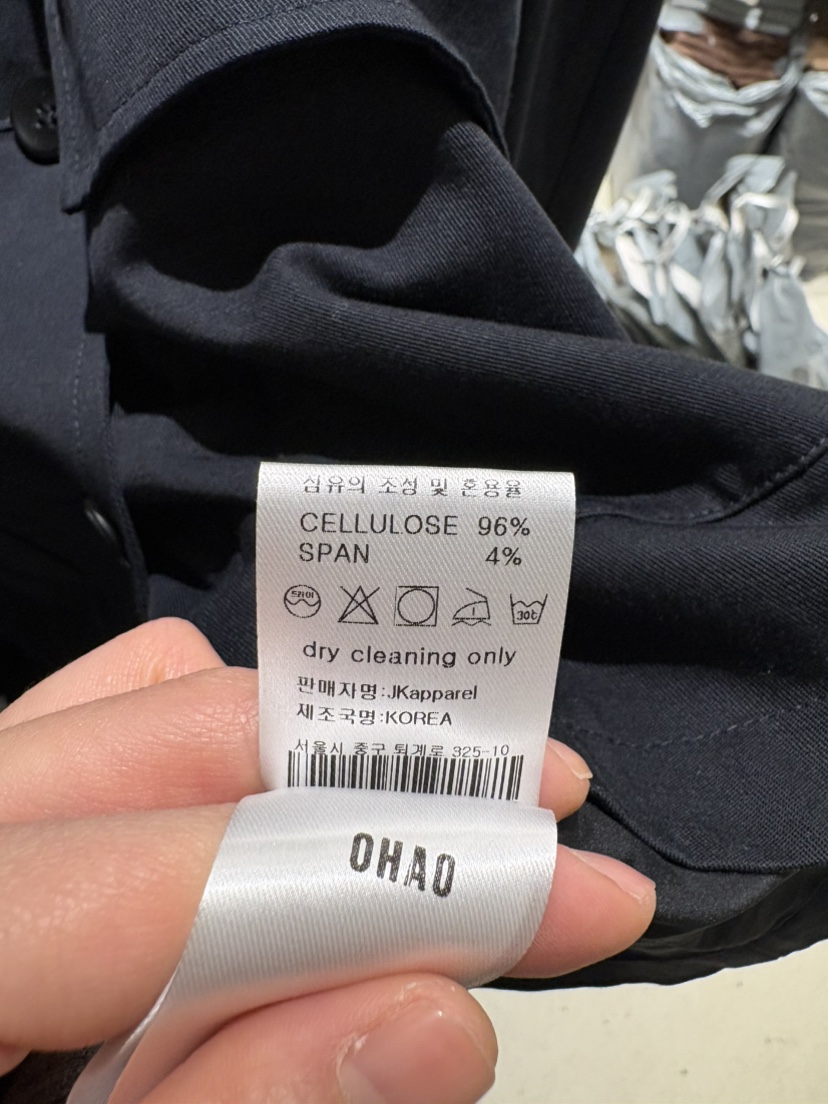 섬유의 조성 및 혼용율
CELLULOSE 96%
SPAN 4%
드라이 30℃
dry cleaning only
판매자명:JKapparel
제조국명:KOREA
서울시 중구 퇴계로 325-10
OHAO